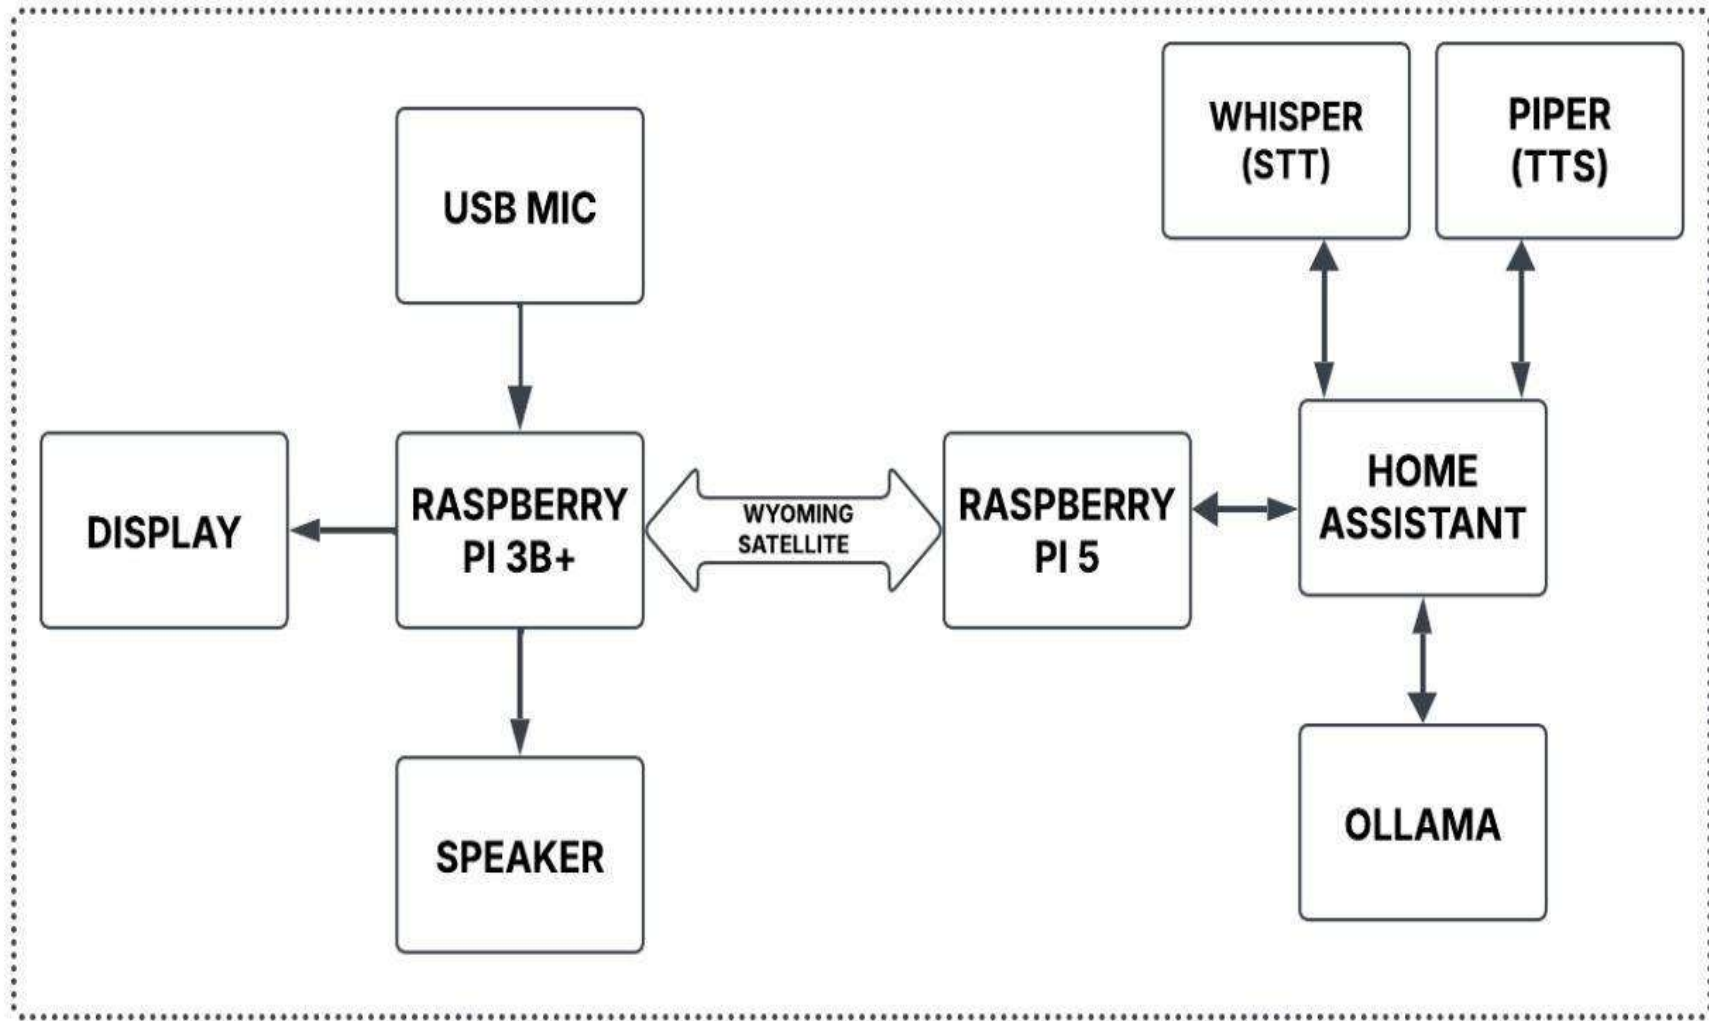 WHISPER
(STT)
PIPER
(TTS)
USB MIC
DISPLAY
RASPBERRY
PI 3B+
WYOMING
SATELLITE
RASPBERRY
PI 5
HOME
ASSISTANT
SPEAKER
OLLAMA